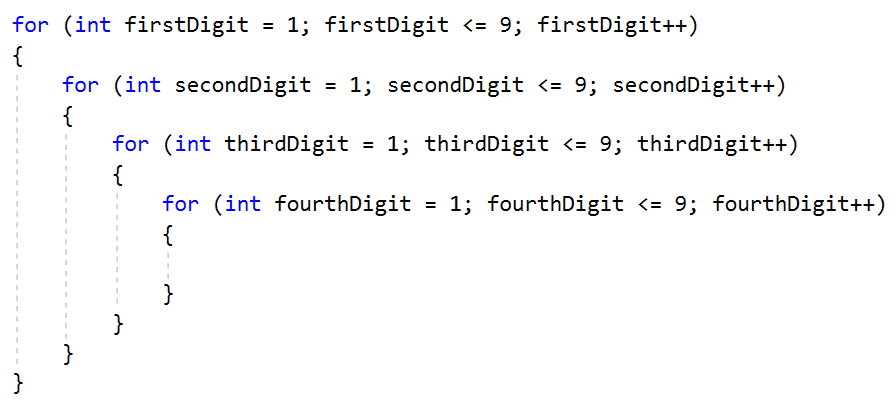 for (int firstDigit = 1; firstDigit <= 9; firstDigit++)
{
    for (int secondDigit = 1; secondDigit <= 9; secondDigit++)
    {
        for (int thirdDigit = 1; thirdDigit <= 9; thirdDigit++)
        {
            for (int fourthDigit = 1; fourthDigit <= 9; fourthDigit++)
            {

            }
        }
    }
}